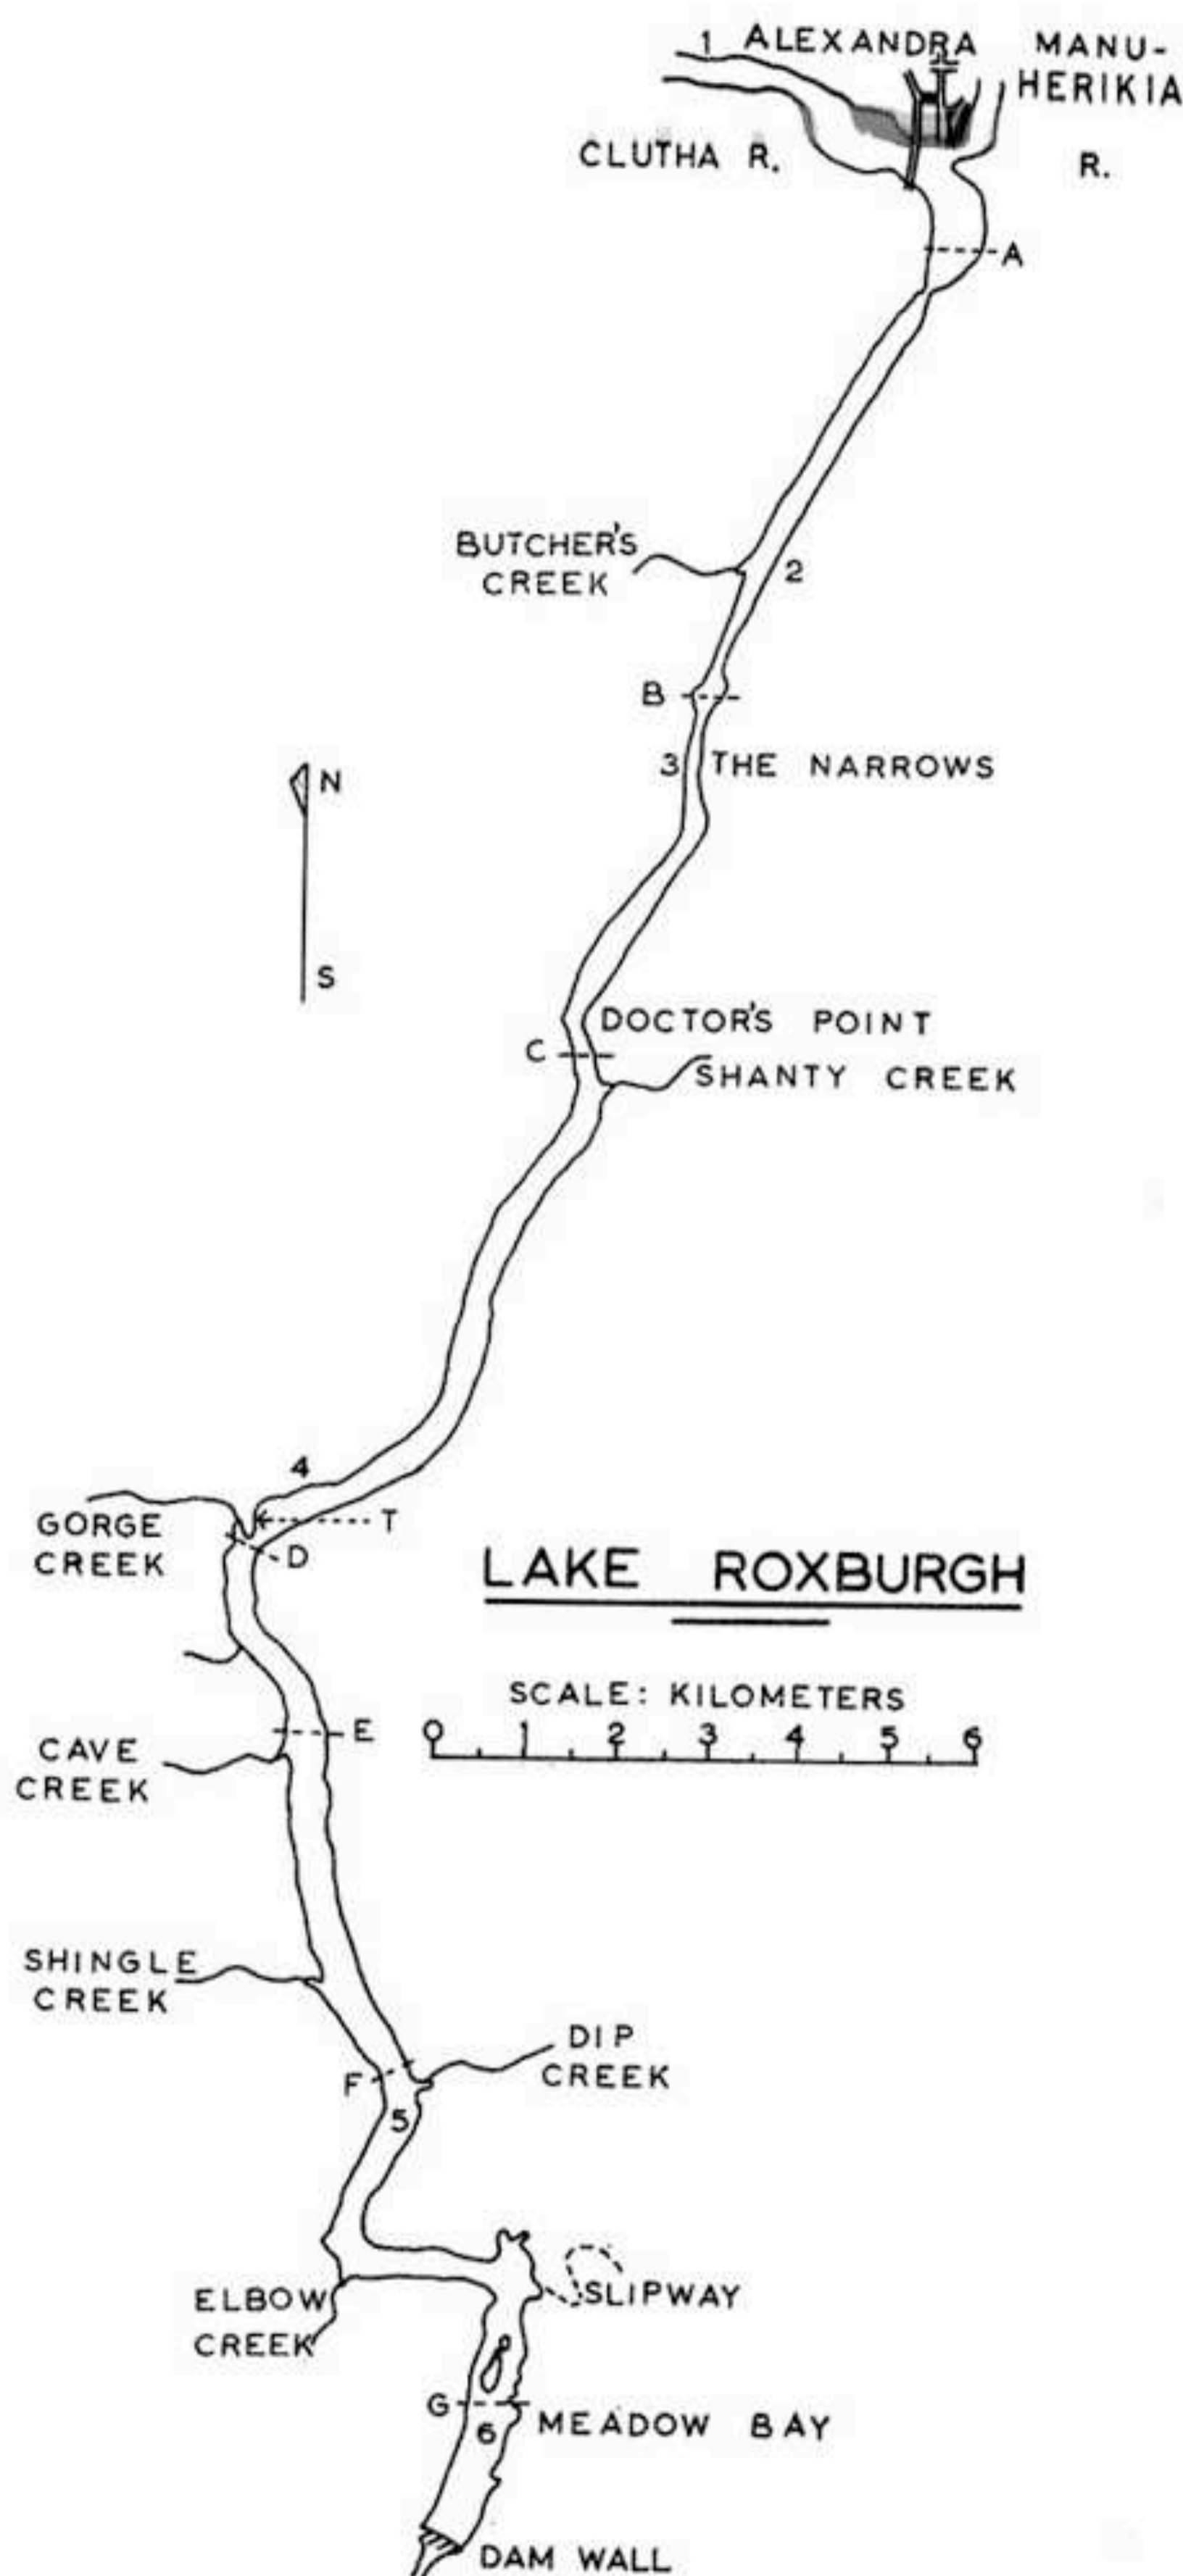 1 ALEXANDRA MANU-
HERIKIA
CLUTHA R. R.
A
BUTCHER'S
CREEK
2
B
3 THE NARROWS
N
S
DOCTOR'S POINT
C
SHANTY CREEK
4
GORGE
CREEK
T
D
LAKE ROXBURGH
SCALE: KILOMETERS
0 1 2 3 4 5 6
E
CAVE
CREEK
SHINGLE
CREEK
DIP
CREEK
F
5
ELBOW
CREEK
SLIPWAY
G
6 MEADOW BAY
DAM WALL